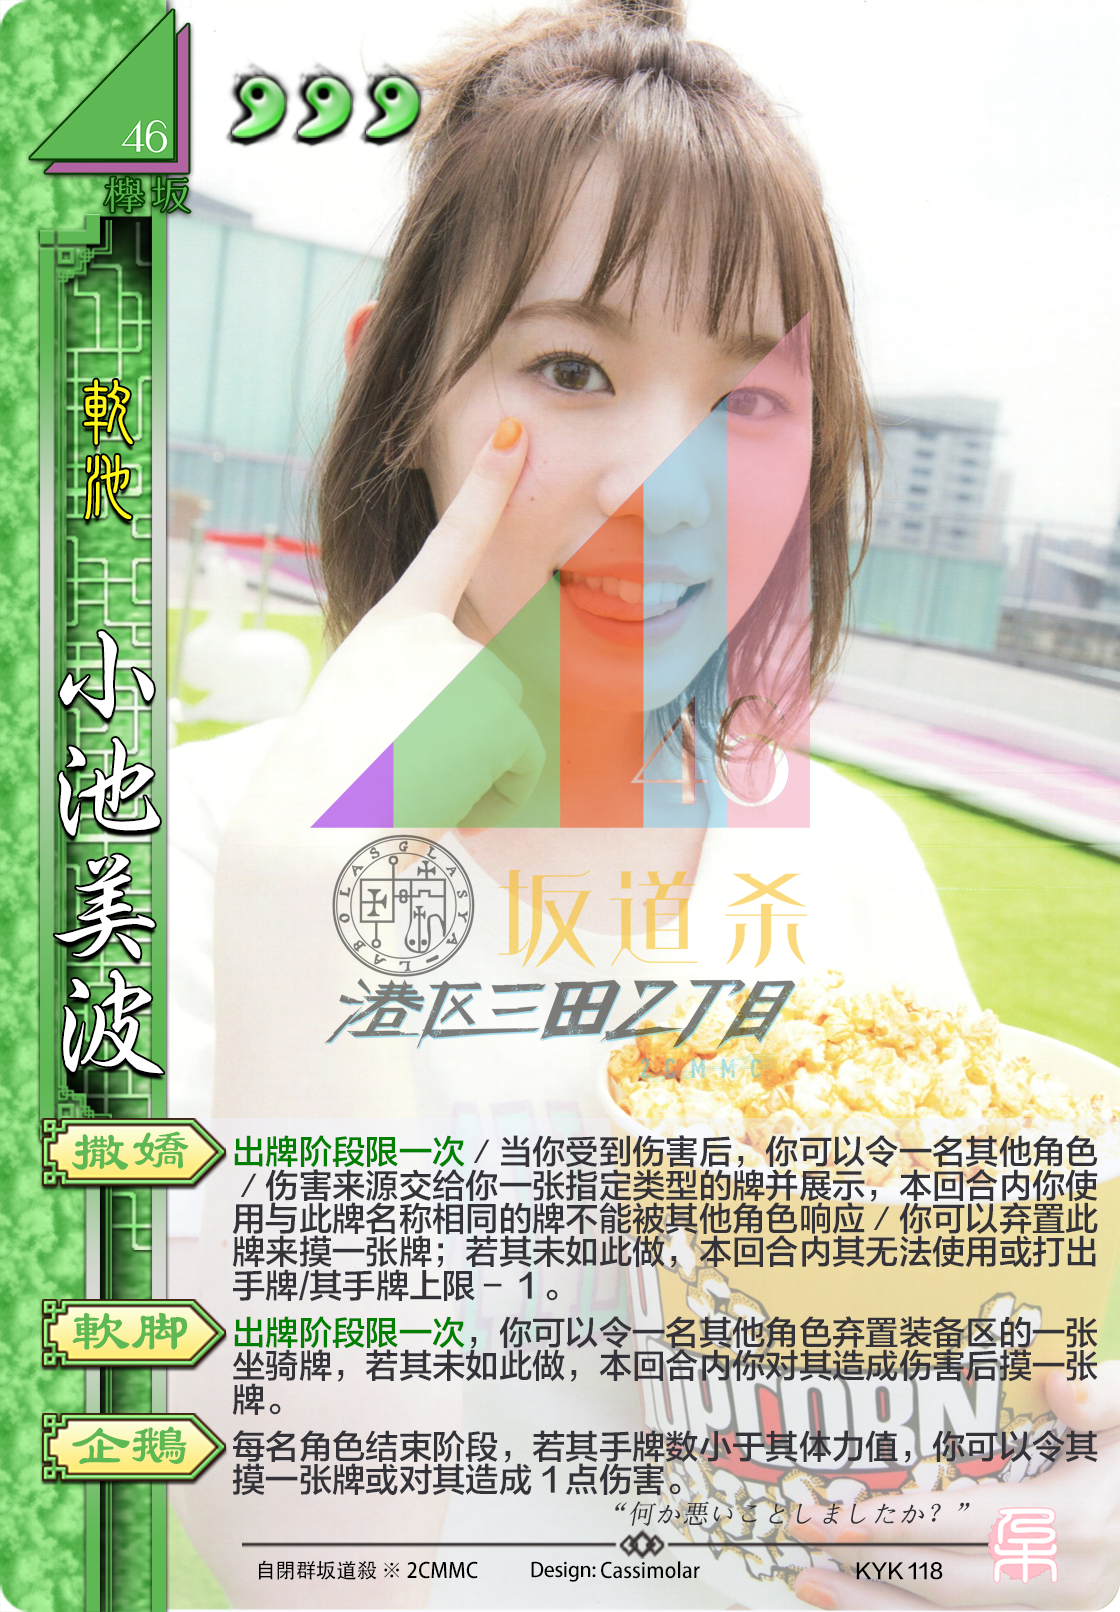 46
欅坂
軟池
小池美波
46
GLASYA-LABOLAS
坂道杀
港区三田2丁目
2CMMC
撒嬌
出牌阶段限一次 / 当你受到伤害后，你可以令一名其他角色
/ 伤害来源交给你一张指定类型的牌并展示，本回合内你使
用与此牌名称相同的牌不能被其他角色响应 / 你可以弃置此
牌来摸一张牌；若其未如此做，本回合内其无法使用或打出
手牌/其手牌上限－１。
軟脚
出牌阶段限一次，你可以令一名其他角色弃置装备区的一张
坐骑牌，若其未如此做，本回合内你对其造成伤害后摸一张
牌。
企鵝
每名角色结束阶段，若其手牌数小于其体力值，你可以令其
摸一张牌或对其造成１点伤害。
POPCORN
“何か悪いことしましたか？”
自閉群坂道殺 ※ 2CMMC
Design: Cassimolar
KYK 118